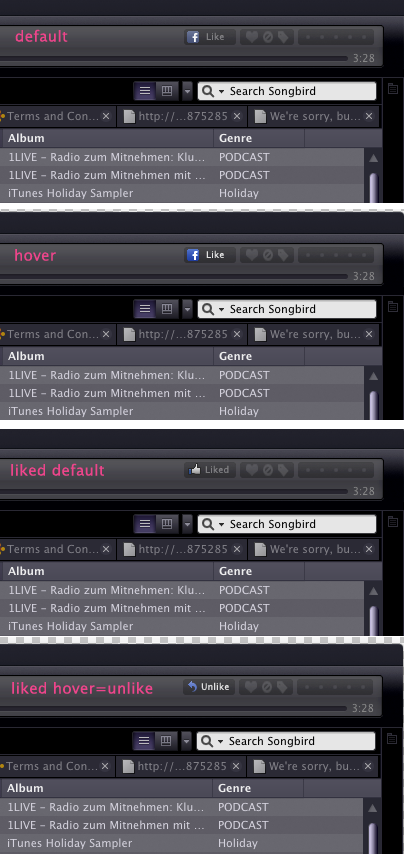 default
f Like
3:28
Search Songbird
Terms and Con... × http://...875285 × We're sorry, bu... ×
Album Genre
1LIVE – Radio zum Mitnehmen: Klu... PODCAST
1LIVE – Radio zum Mitnehmen mit ... PODCAST
iTunes Holiday Sampler Holiday
hover
f Like
3:28
Search Songbird
Terms and Con... × http://...875285 × We're sorry, bu... ×
Album Genre
1LIVE – Radio zum Mitnehmen: Klu... PODCAST
1LIVE – Radio zum Mitnehmen mit ... PODCAST
iTunes Holiday Sampler Holiday
liked default
Liked
3:28
Search Songbird
Terms and Con... × http://...875285 × We're sorry, bu... ×
Album Genre
1LIVE – Radio zum Mitnehmen: Klu... PODCAST
1LIVE – Radio zum Mitnehmen mit ... PODCAST
iTunes Holiday Sampler Holiday
liked hover=unlike
Unlike
3:28
Search Songbird
Terms and Con... × http://...875285 × We're sorry, bu... ×
Album Genre
1LIVE – Radio zum Mitnehmen: Klu... PODCAST
1LIVE – Radio zum Mitnehmen mit ... PODCAST
iTunes Holiday Sampler Holiday